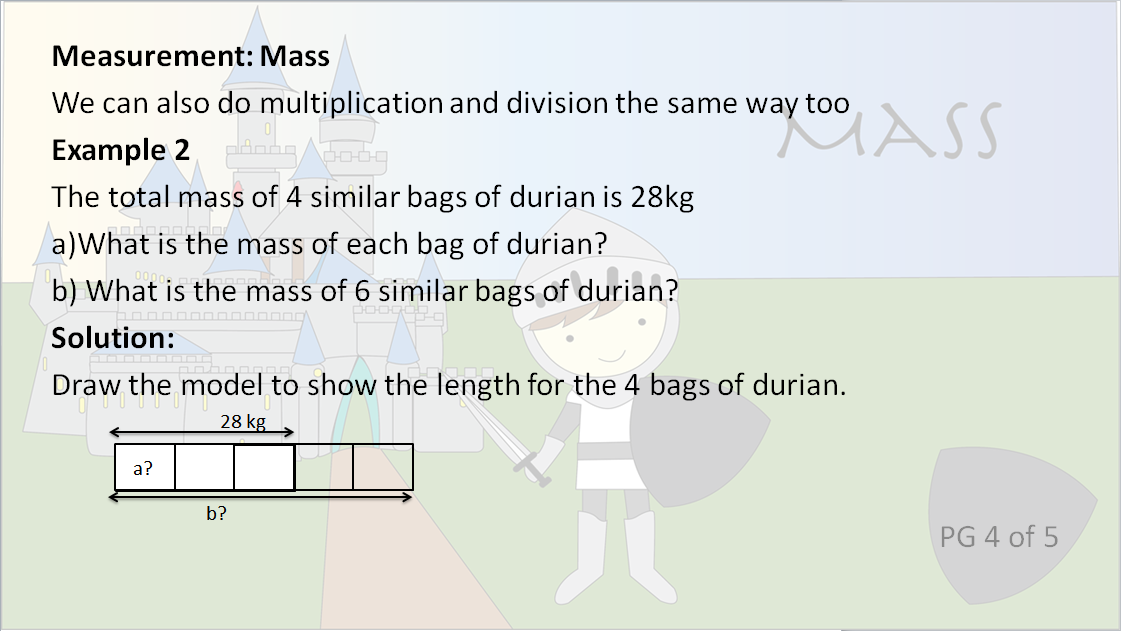 Measurement: Mass
We can also do multiplication and division the same way too
MASS
Example 2
The total mass of 4 similar bags of durian is 28kg
a)What is the mass of each bag of durian?
b) What is the mass of 6 similar bags of durian?
Solution:
Draw the model to show the length for the 4 bags of durian.
28 kg
a?
b?
PG 4 of 5